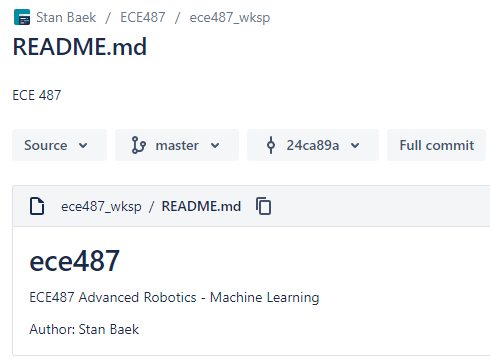 Stan Baek / ECE487 / ece487_wksp
README.md
ECE 487
Source master 24ca89a Full commit
ece487_wksp / README.md
ece487
ECE487 Advanced Robotics - Machine Learning
Author: Stan Baek